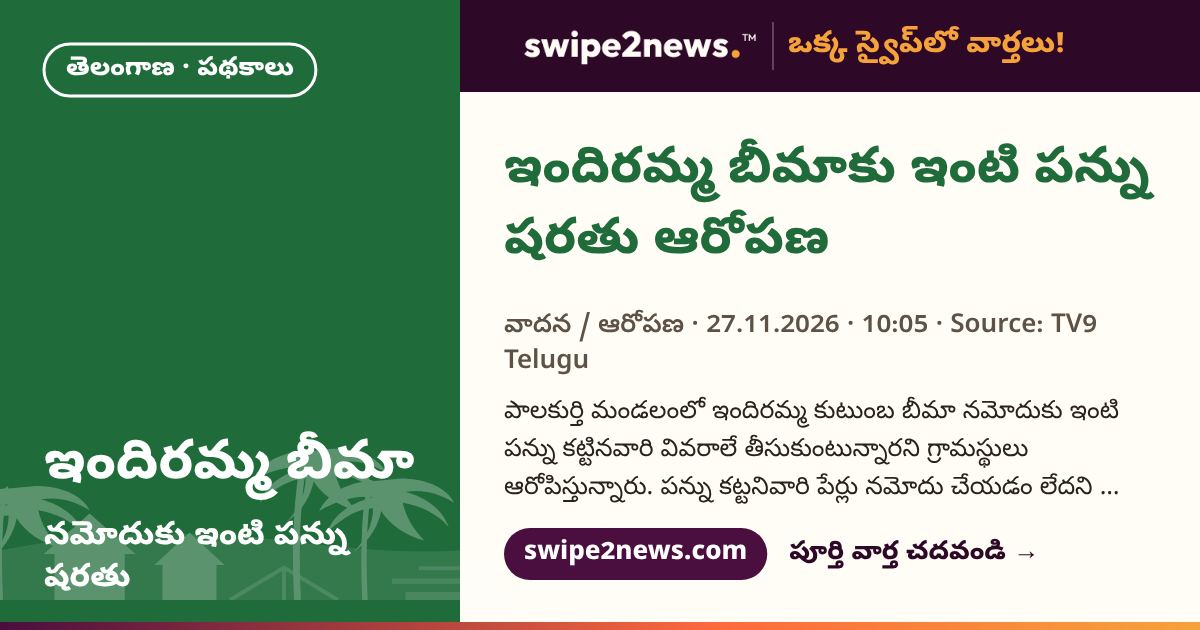 తెలంగాణ · పథకాలు
ఇందిరమ్మ బీమా
నమోదుకు ఇంటి పన్ను
షరతు
swipe2news.™ ఒక్క స్వైప్‌లో వార్తలు!
ఇందిరమ్మ బీమాకు ఇంటి పన్ను
షరతు ఆరోపణ
వాదన / ఆరోపణ · 27.11.2026 · 10:05 · Source: TV9
Telugu
పాలకుర్తి మండలంలో ఇందిరమ్మ కుటుంబ బీమా నమోదుకు ఇంటి
పన్ను కట్టినవారి వివరాలే తీసుకుంటున్నారని గ్రామస్థులు
ఆరోపిస్తున్నారు. పన్ను కట్టనివారి పేర్లు నమోదు చేయడం లేదని ...
swipe2news.com పూర్తి వార్త చదవండి →